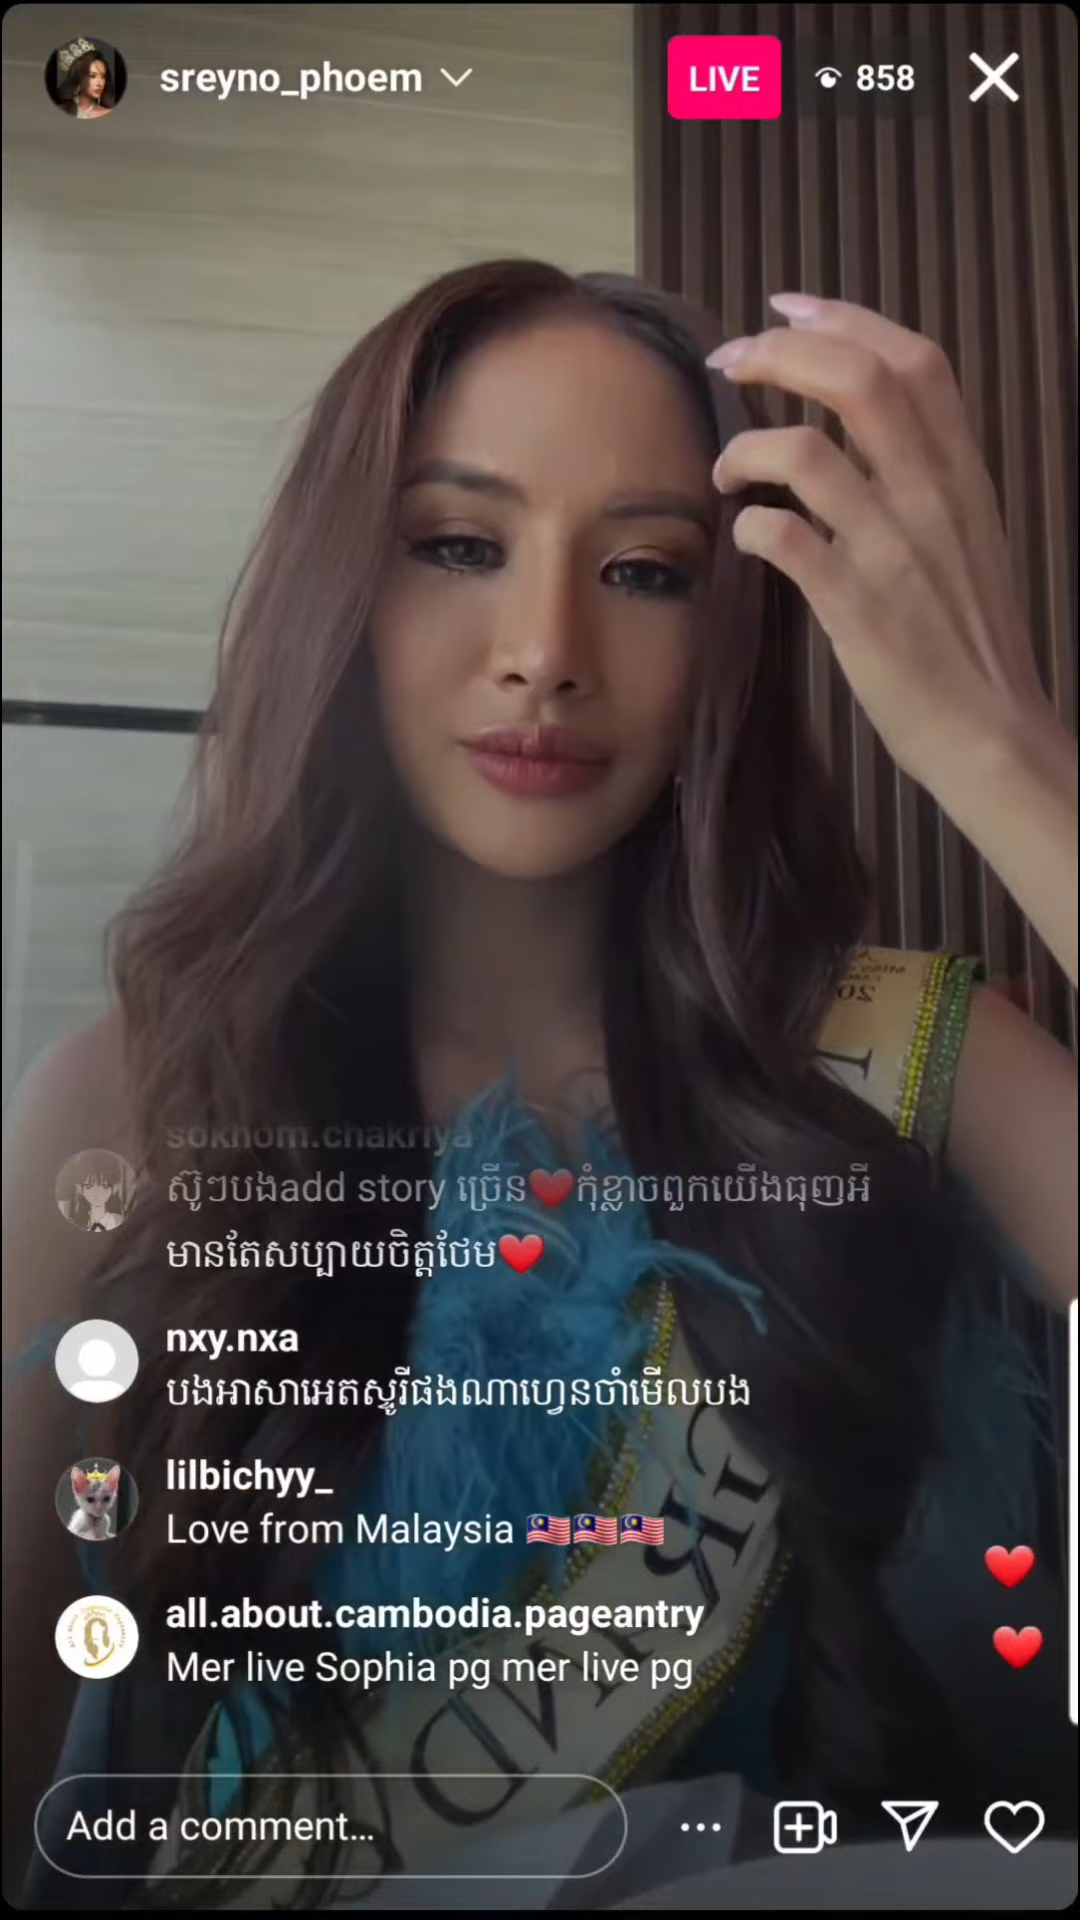 sreyno_phoem
LIVE
858
sokhom.chakriya
ស៊ូៗបងadd story ច្រើន❤️កុំខ្លាចពួកយើងធុញអី
មានតែសប្បាយចិត្តថែម❤️
nxy.nxa
បងអាសាអេតស្ទូរីផងណាហ្វេនចាំមើលបង
lilbichyy_
Love from Malaysia 🇲🇾🇲🇾🇲🇾
all.about.cambodia.pageantry
Mer live Sophia pg mer live pg
GRAND
Add a comment...